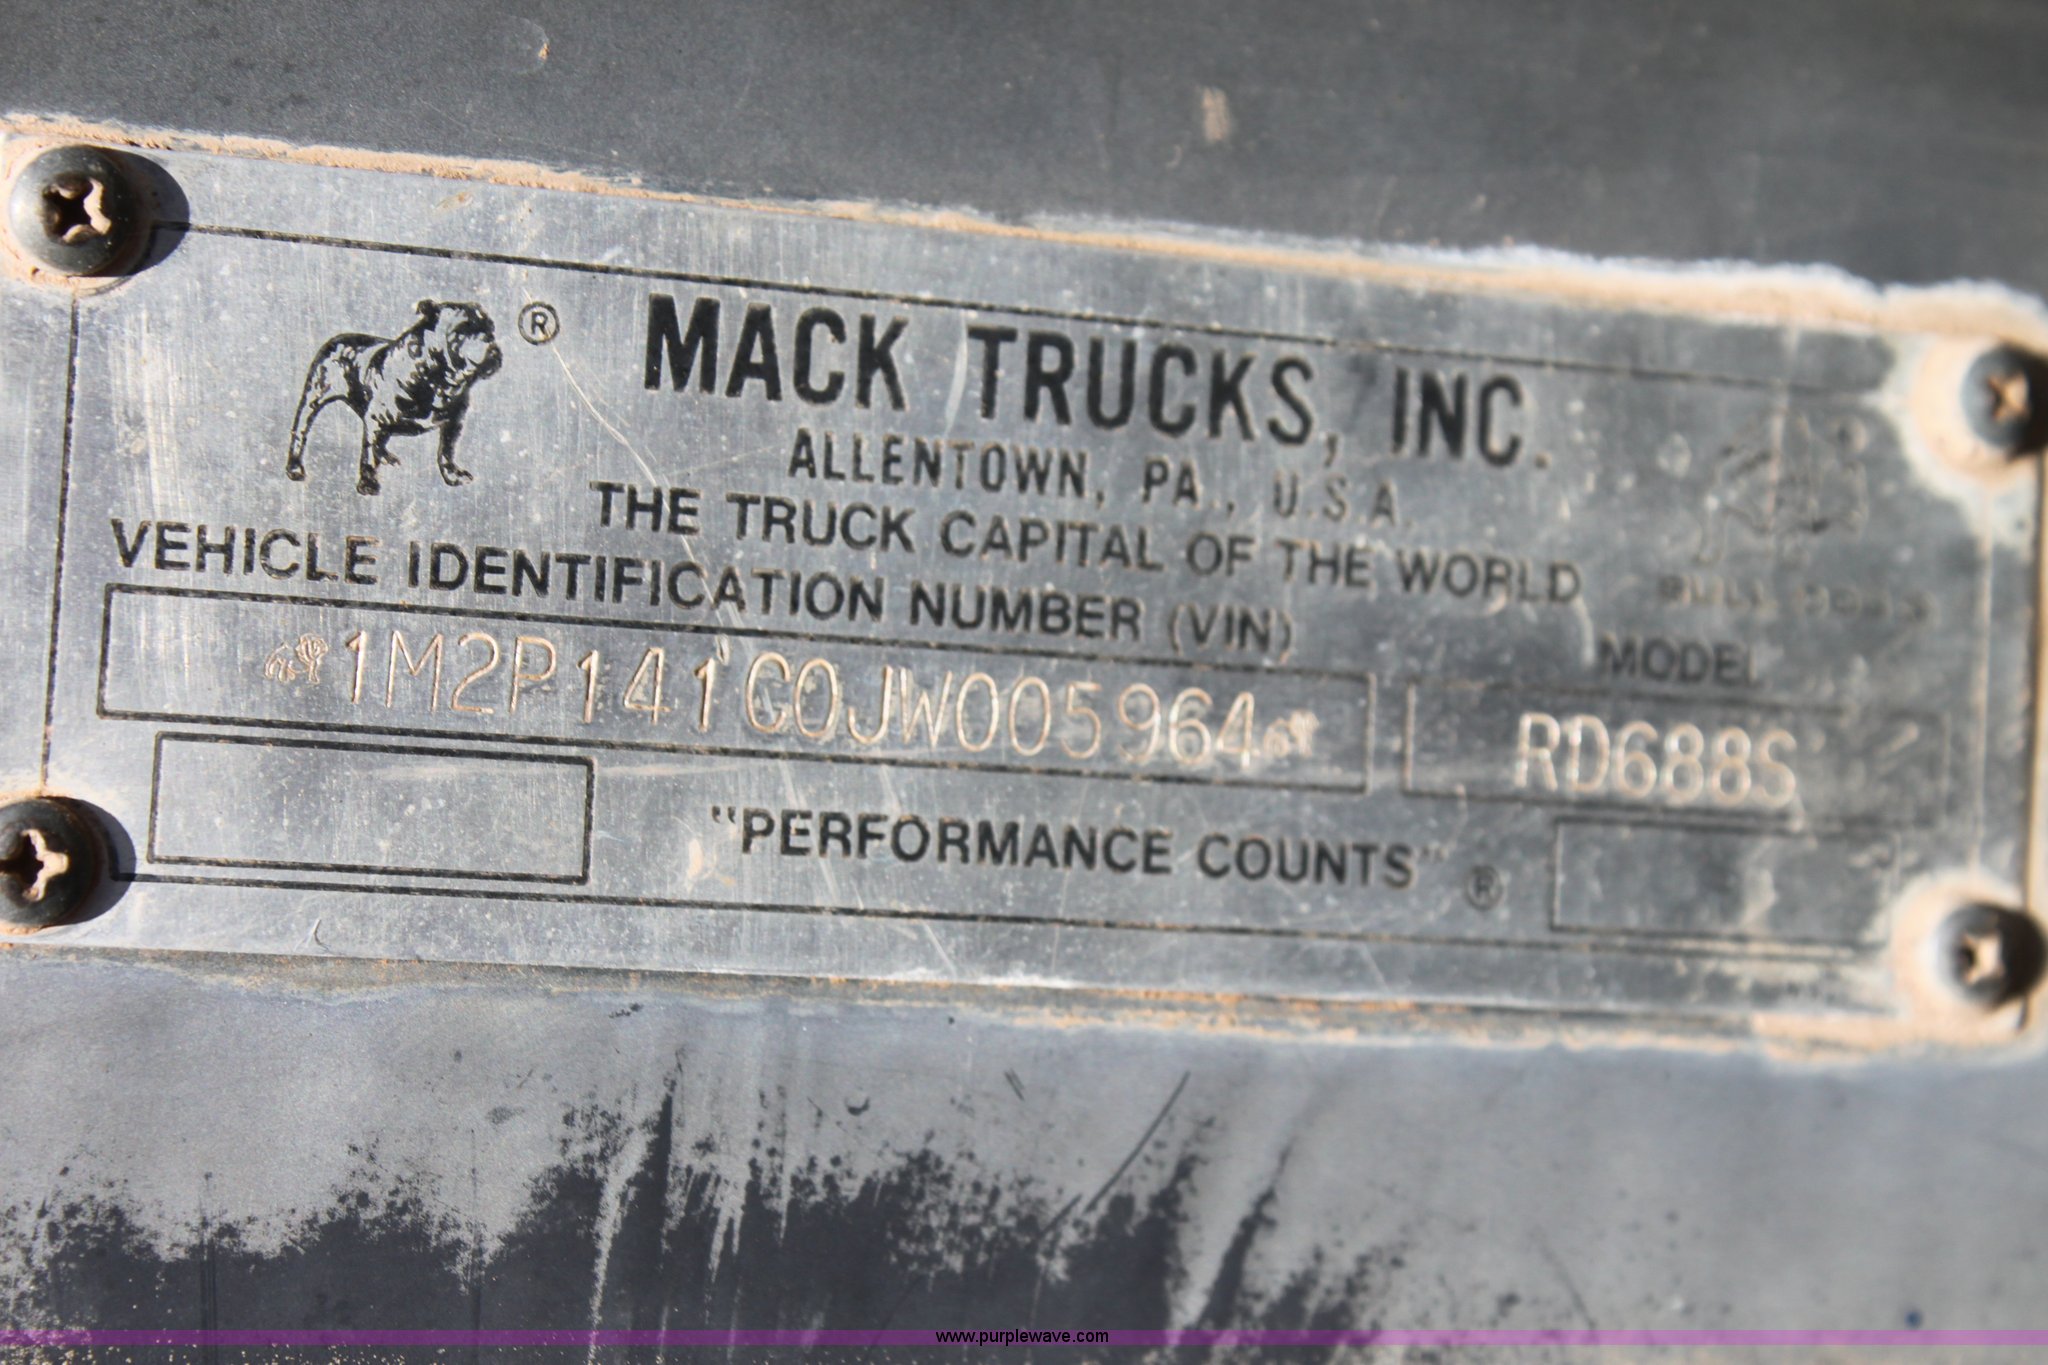 ®
MACK TRUCKS, INC.
ALLENTOWN, PA., U.S.A.
THE TRUCK CAPITAL OF THE WORLD
VEHICLE IDENTIFICATION NUMBER (VIN)
MODEL
1M2P141C0JW005964
RD688S
"PERFORMANCE COUNTS" ®
www.purplewave.com